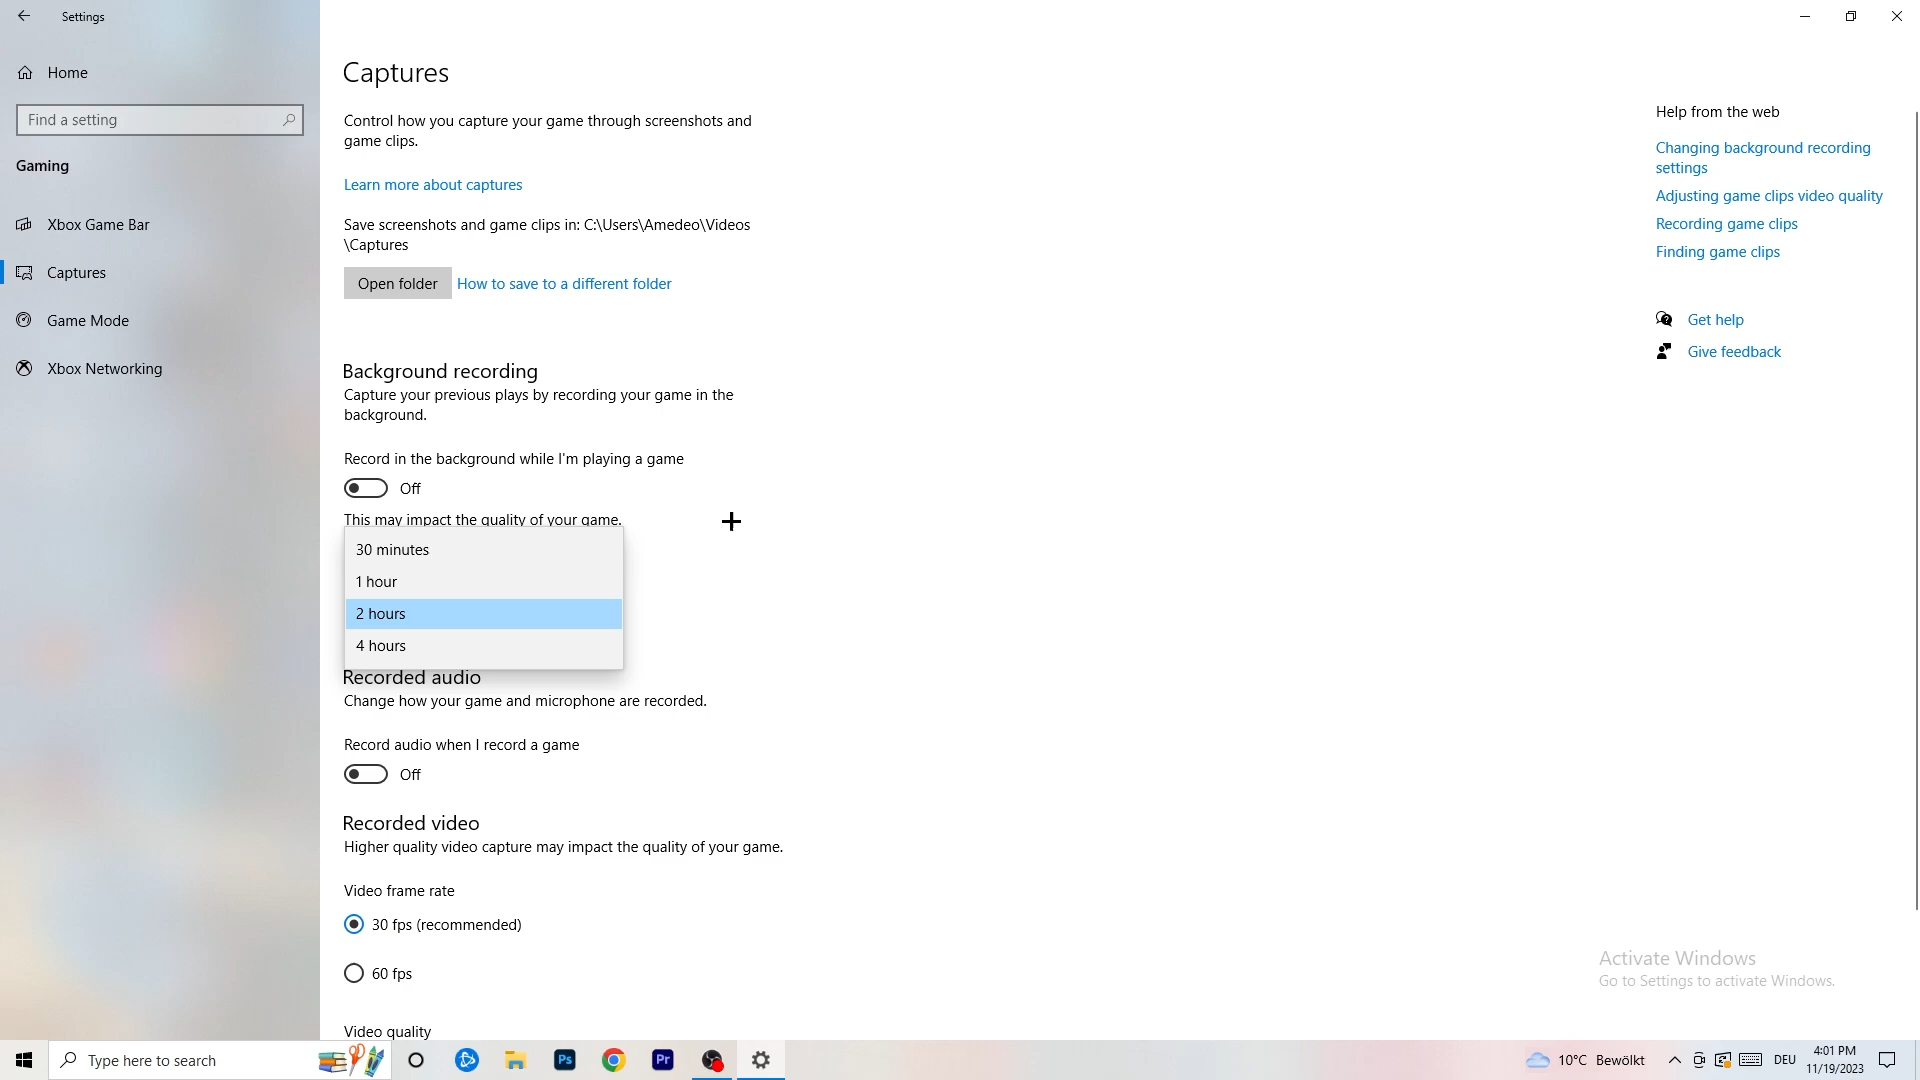 Settings
Home
Find a setting
Gaming
Xbox Game Bar
Captures
Game Mode
Xbox Networking
Captures
Control how you capture your game through screenshots and
game clips.
Learn more about captures
Save screenshots and game clips in: C:\Users\Amedeo\Videos
\Captures
Open folder
How to save to a different folder
Background recording
Capture your previous plays by recording your game in the
background.
Record in the background while I'm playing a game
Off
This may impact the quality of your game.
30 minutes
1 hour
2 hours
4 hours
Recorded audio
Change how your game and microphone are recorded.
Record audio when I record a game
Off
Recorded video
Higher quality video capture may impact the quality of your game.
Video frame rate
30 fps (recommended)
60 fps
Video quality
Help from the web
Changing background recording
settings
Adjusting game clips video quality
Recording game clips
Finding game clips
Get help
Give feedback
Activate Windows
Go to Settings to activate Windows.
Type here to search
Ps
Pr
10°C Bewölkt
DEU
4:01 PM
11/19/2023